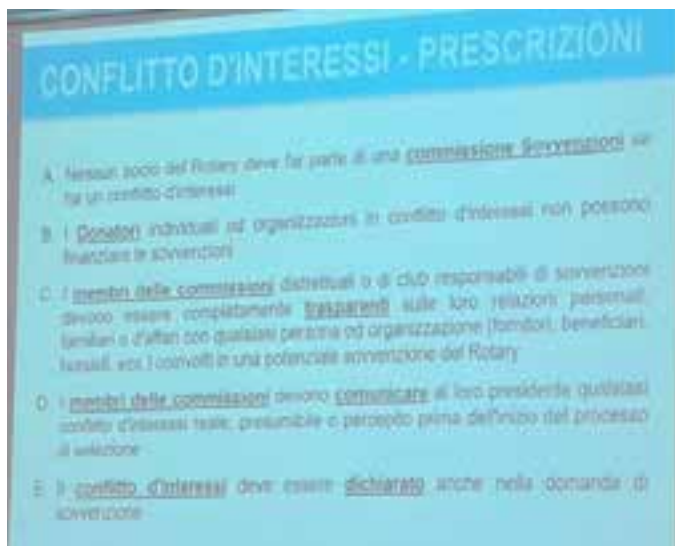 CONFLITTO D'INTERESSI - PRESCRIZIONI
A. Nessun socio del Rotary deve far parte di una commissione Sovvenzioni se
ha un conflitto d'interessi
B. I Donatori individuali od organizzazioni in conflitto d'interessi non possono
finanziare le sovvenzioni
C. I membri delle commissioni distrettuali o di club responsabili di sovvenzioni
devono essere completamente trasparenti sulle loro relazioni personali,
familiari o d'affari con qualsiasi persona od organizzazione (fornitori, beneficiari,
ecc.) coinvolti in una potenziale sovvenzione del Rotary
D. I membri delle commissioni devono comunicare al loro presidente qualsiasi
conflitto d'interessi reale, presumibile o percepito prima dell'inizio del processo
di selezione
E. Il conflitto d'interessi deve essere dichiarato anche nella domanda di
sovvenzione